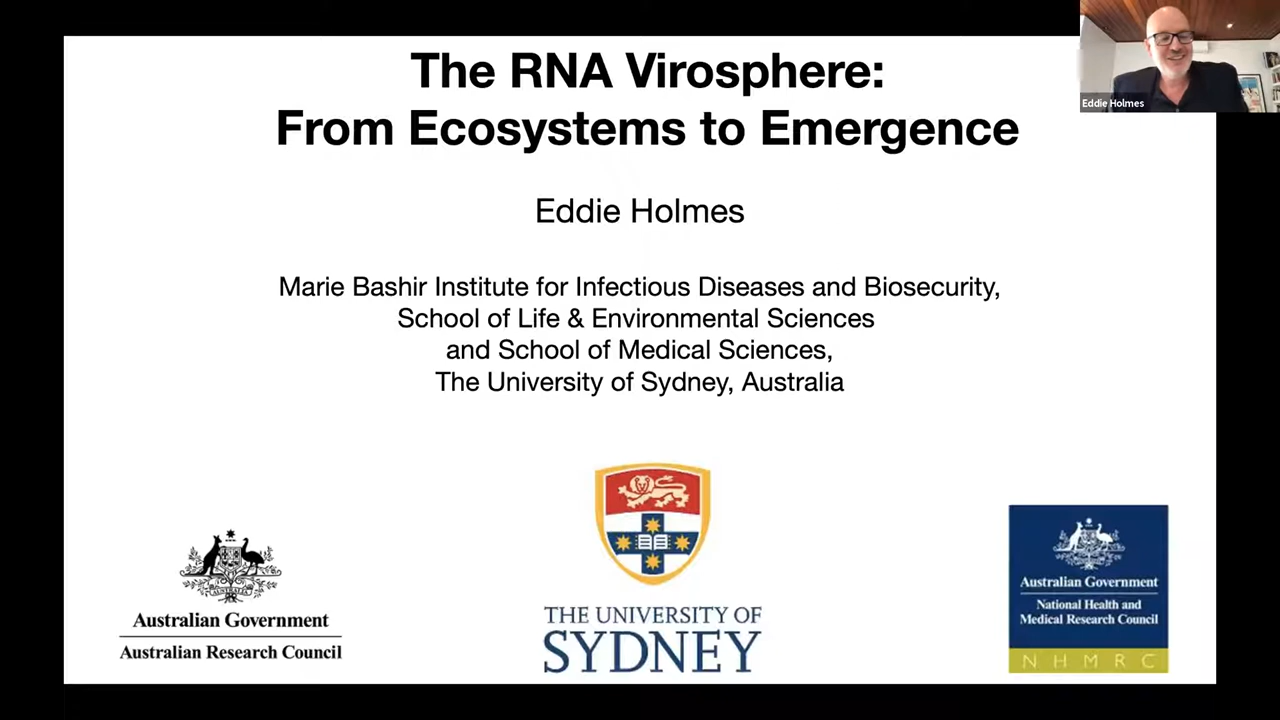 The RNA Virosphere:
From Ecosystems to Emergence
Eddie Holmes
Eddie Holmes
Marie Bashir Institute for Infectious Diseases and Biosecurity,
School of Life & Environmental Sciences
and School of Medical Sciences,
The University of Sydney, Australia
Australian Government
Australian Research Council
THE UNIVERSITY OF
SYDNEY
Australian Government
National Health and
Medical Research Council
NHMRC